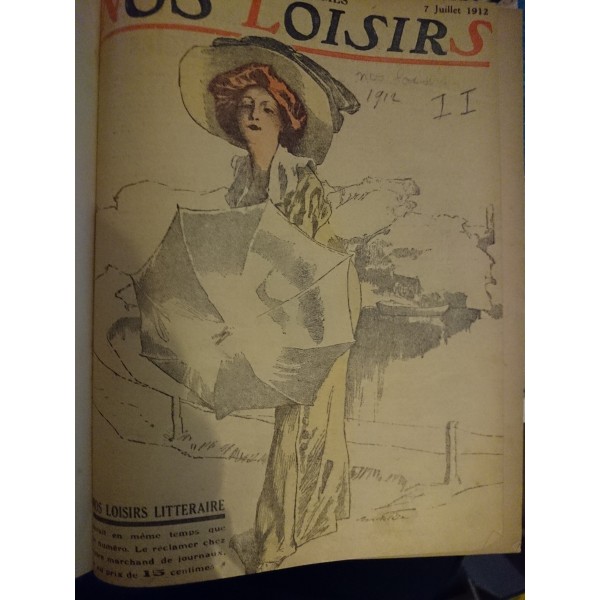 7 Juillet 1912
NOS LOISIRS
1912 II
NOS LOISIRS LITTERAIRE
en même temps que
numéro. Le réclamer chez
marchand de journaux,
prix de 15 centimes